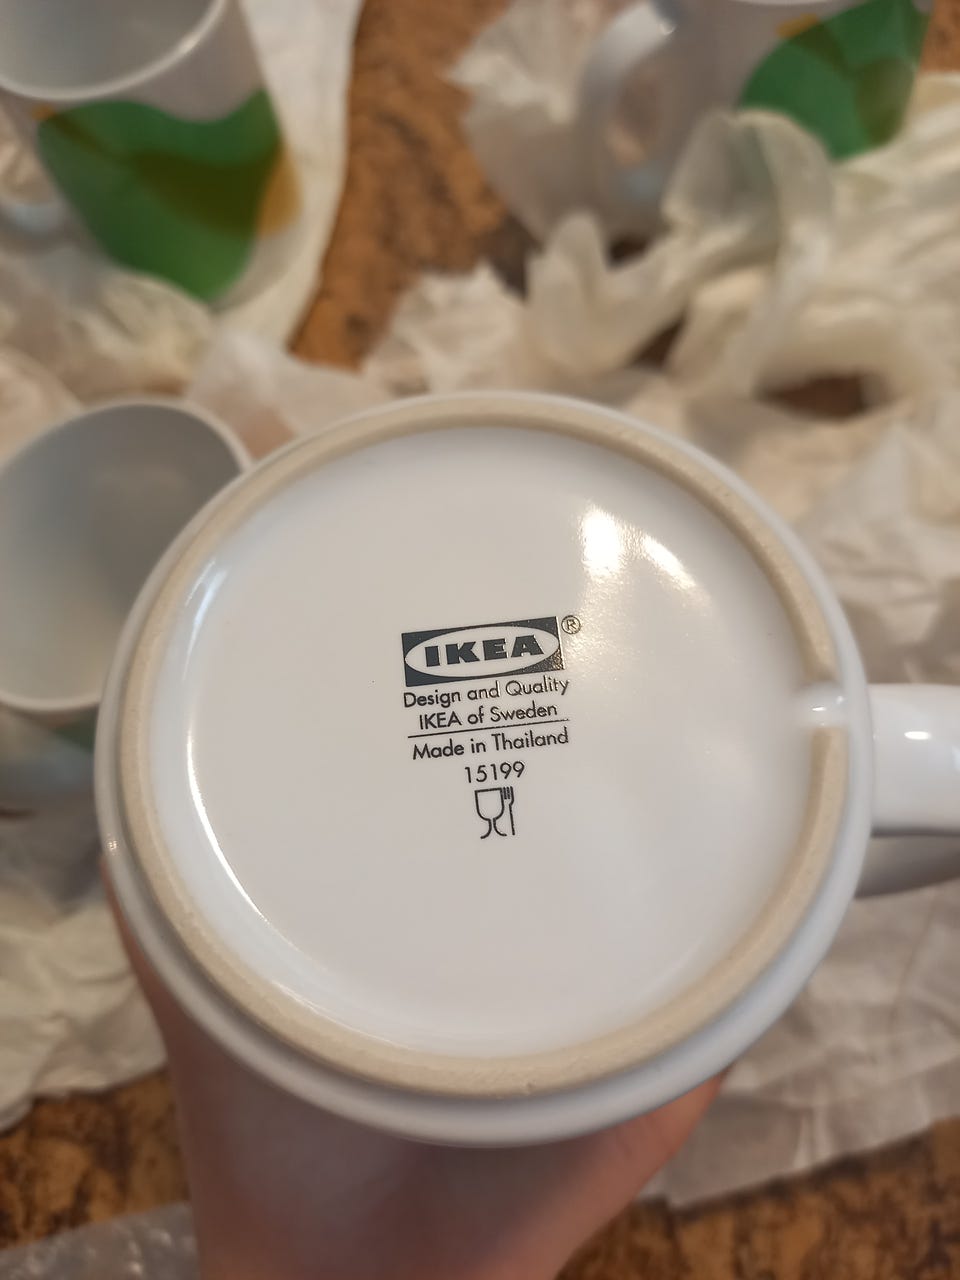 IKEA®
Design and Quality
IKEA of Sweden
Made in Thailand
15199